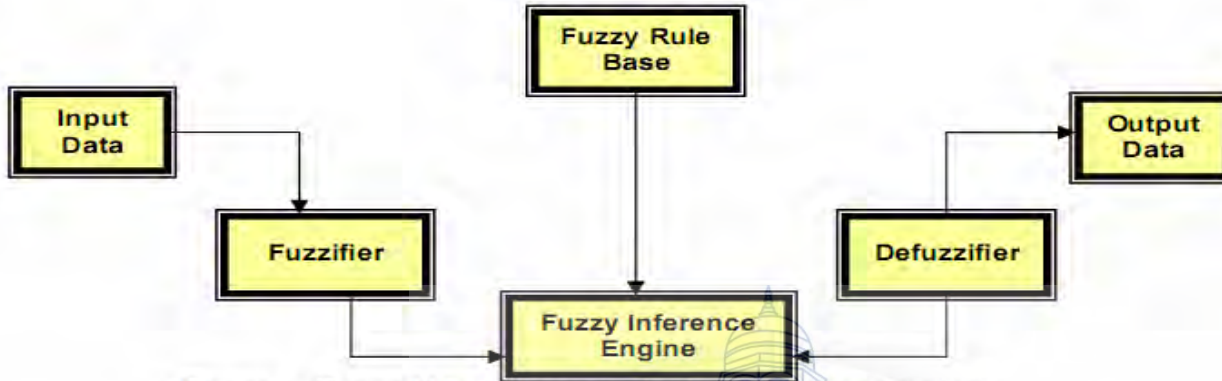 Fuzzy Rule
Base
Input
Data
Output
Data
Fuzzifier
Defuzzifier
Fuzzy Inference
Engine